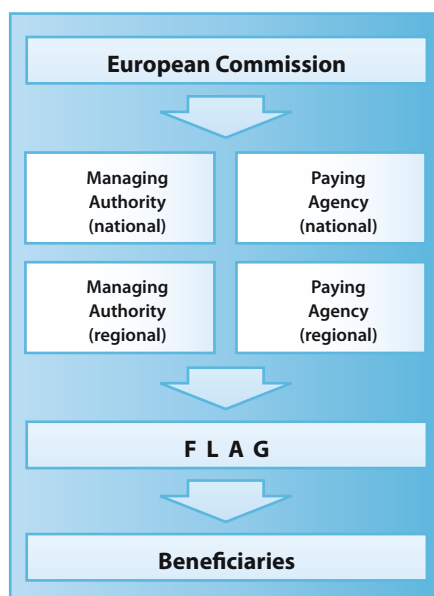 European Commission
Managing
Authority
(national)
Paying
Agency
(national)
Managing
Authority
(regional)
Paying
Agency
(regional)
F L A G
Beneficiaries